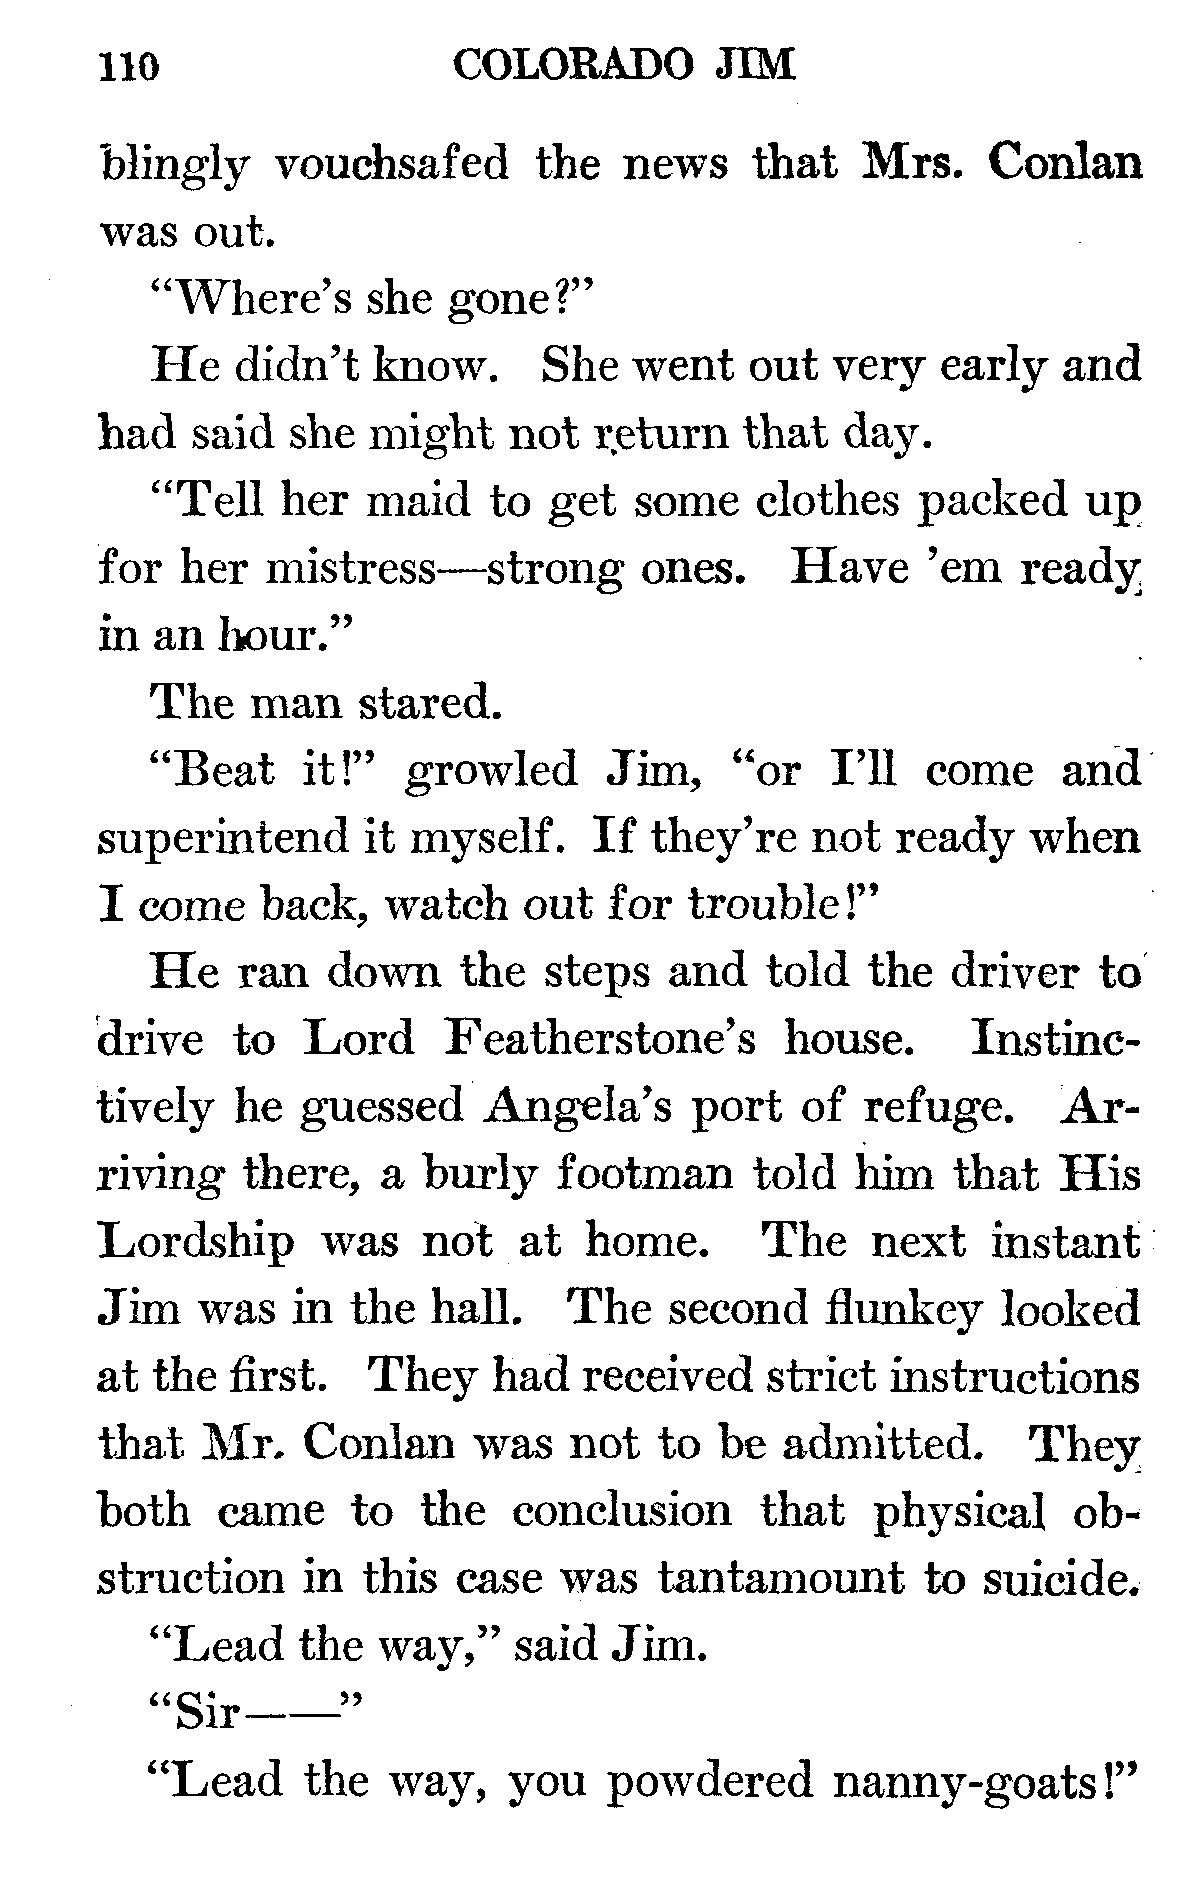 110 COLORADO JIM
blingly vouchsafed the news that Mrs. Conlan
was out.
"Where's she gone?"
He didn't know. She went out very early and
had said she might not return that day.
"Tell her maid to get some clothes packed up
for her mistress—strong ones. Have 'em ready
in an hour."
The man stared.
"Beat it!" growled Jim, "or I'll come and
superintend it myself. If they're not ready when
I come back, watch out for trouble!"
He ran down the steps and told the driver to
drive to Lord Featherstone's house. Instinc-
tively he guessed Angela's port of refuge. Ar-
riving there, a burly footman told him that His
Lordship was not at home. The next instant
Jim was in the hall. The second flunkey looked
at the first. They had received strict instructions
that Mr. Conlan was not to be admitted. They
both came to the conclusion that physical ob-
struction in this case was tantamount to suicide.
"Lead the way," said Jim.
"Sir——"
"Lead the way, you powdered nanny-goats!"